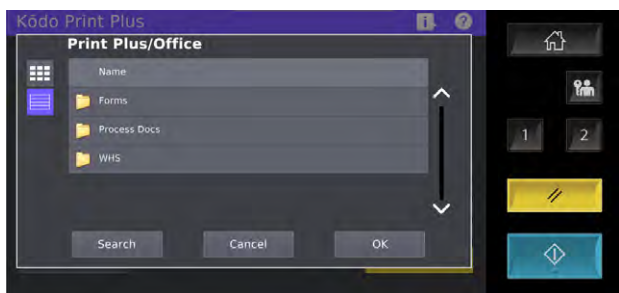 Kōdo Print Plus
Print Plus/Office
Name
Forms
Process Docs
WHS
Search Cancel OK
1 2